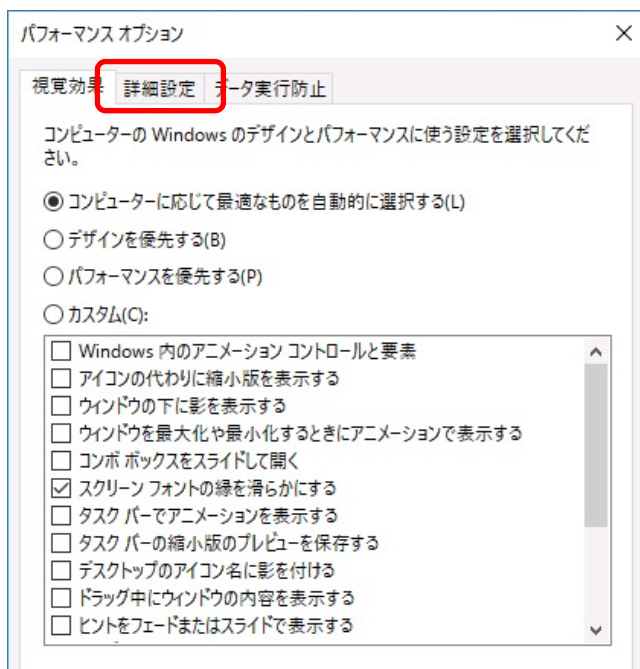 パフォーマンス オプション
視覚効果 詳細設定 データ実行防止
コンピューターの Windows のデザインとパフォーマンスに使う設定を選択してくだ
さい。
コンピューターに応じて最適なものを自動的に選択する(L)
デザインを優先する(B)
パフォーマンスを優先する(P)
カスタム(C):
Windows 内のアニメーション コントロールと要素
アイコンの代わりに縮小版を表示する
ウィンドウの下に影を表示する
ウィンドウを最大化や最小化するときにアニメーションで表示する
コンボ ボックスをスライドして開く
スクリーン フォントの縁を滑らかにする
タスク バーでアニメーションを表示する
タスク バーの縮小版のプレビューを保存する
デスクトップのアイコン名に影を付ける
ドラッグ中にウィンドウの内容を表示する
ヒントをフェードまたはスライドで表示する